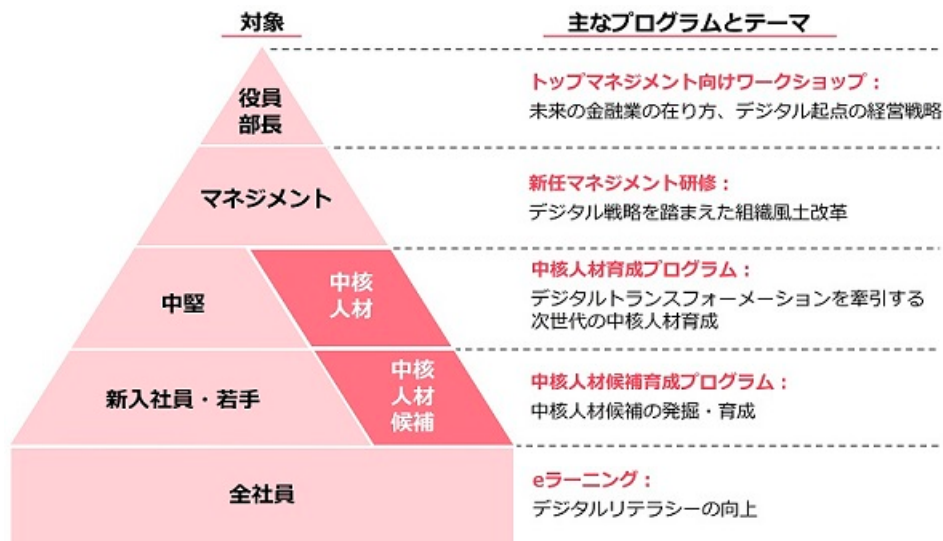 対象
主なプログラムとテーマ
役員
部長
トップマネジメント向けワークショップ：
未来の金融業の在り方、デジタル起点の経営戦略
マネジメント
新任マネジメント研修：
デジタル戦略を踏まえた組織風土改革
中堅
中核
人材
中核人材育成プログラム：
デジタルトランスフォーメーションを牽引する
次世代の中核人材育成
新入社員・若手
中核
人材
候補
中核人材候補育成プログラム：
中核人材候補の発掘・育成
全社員
eラーニング：
デジタルリテラシーの向上